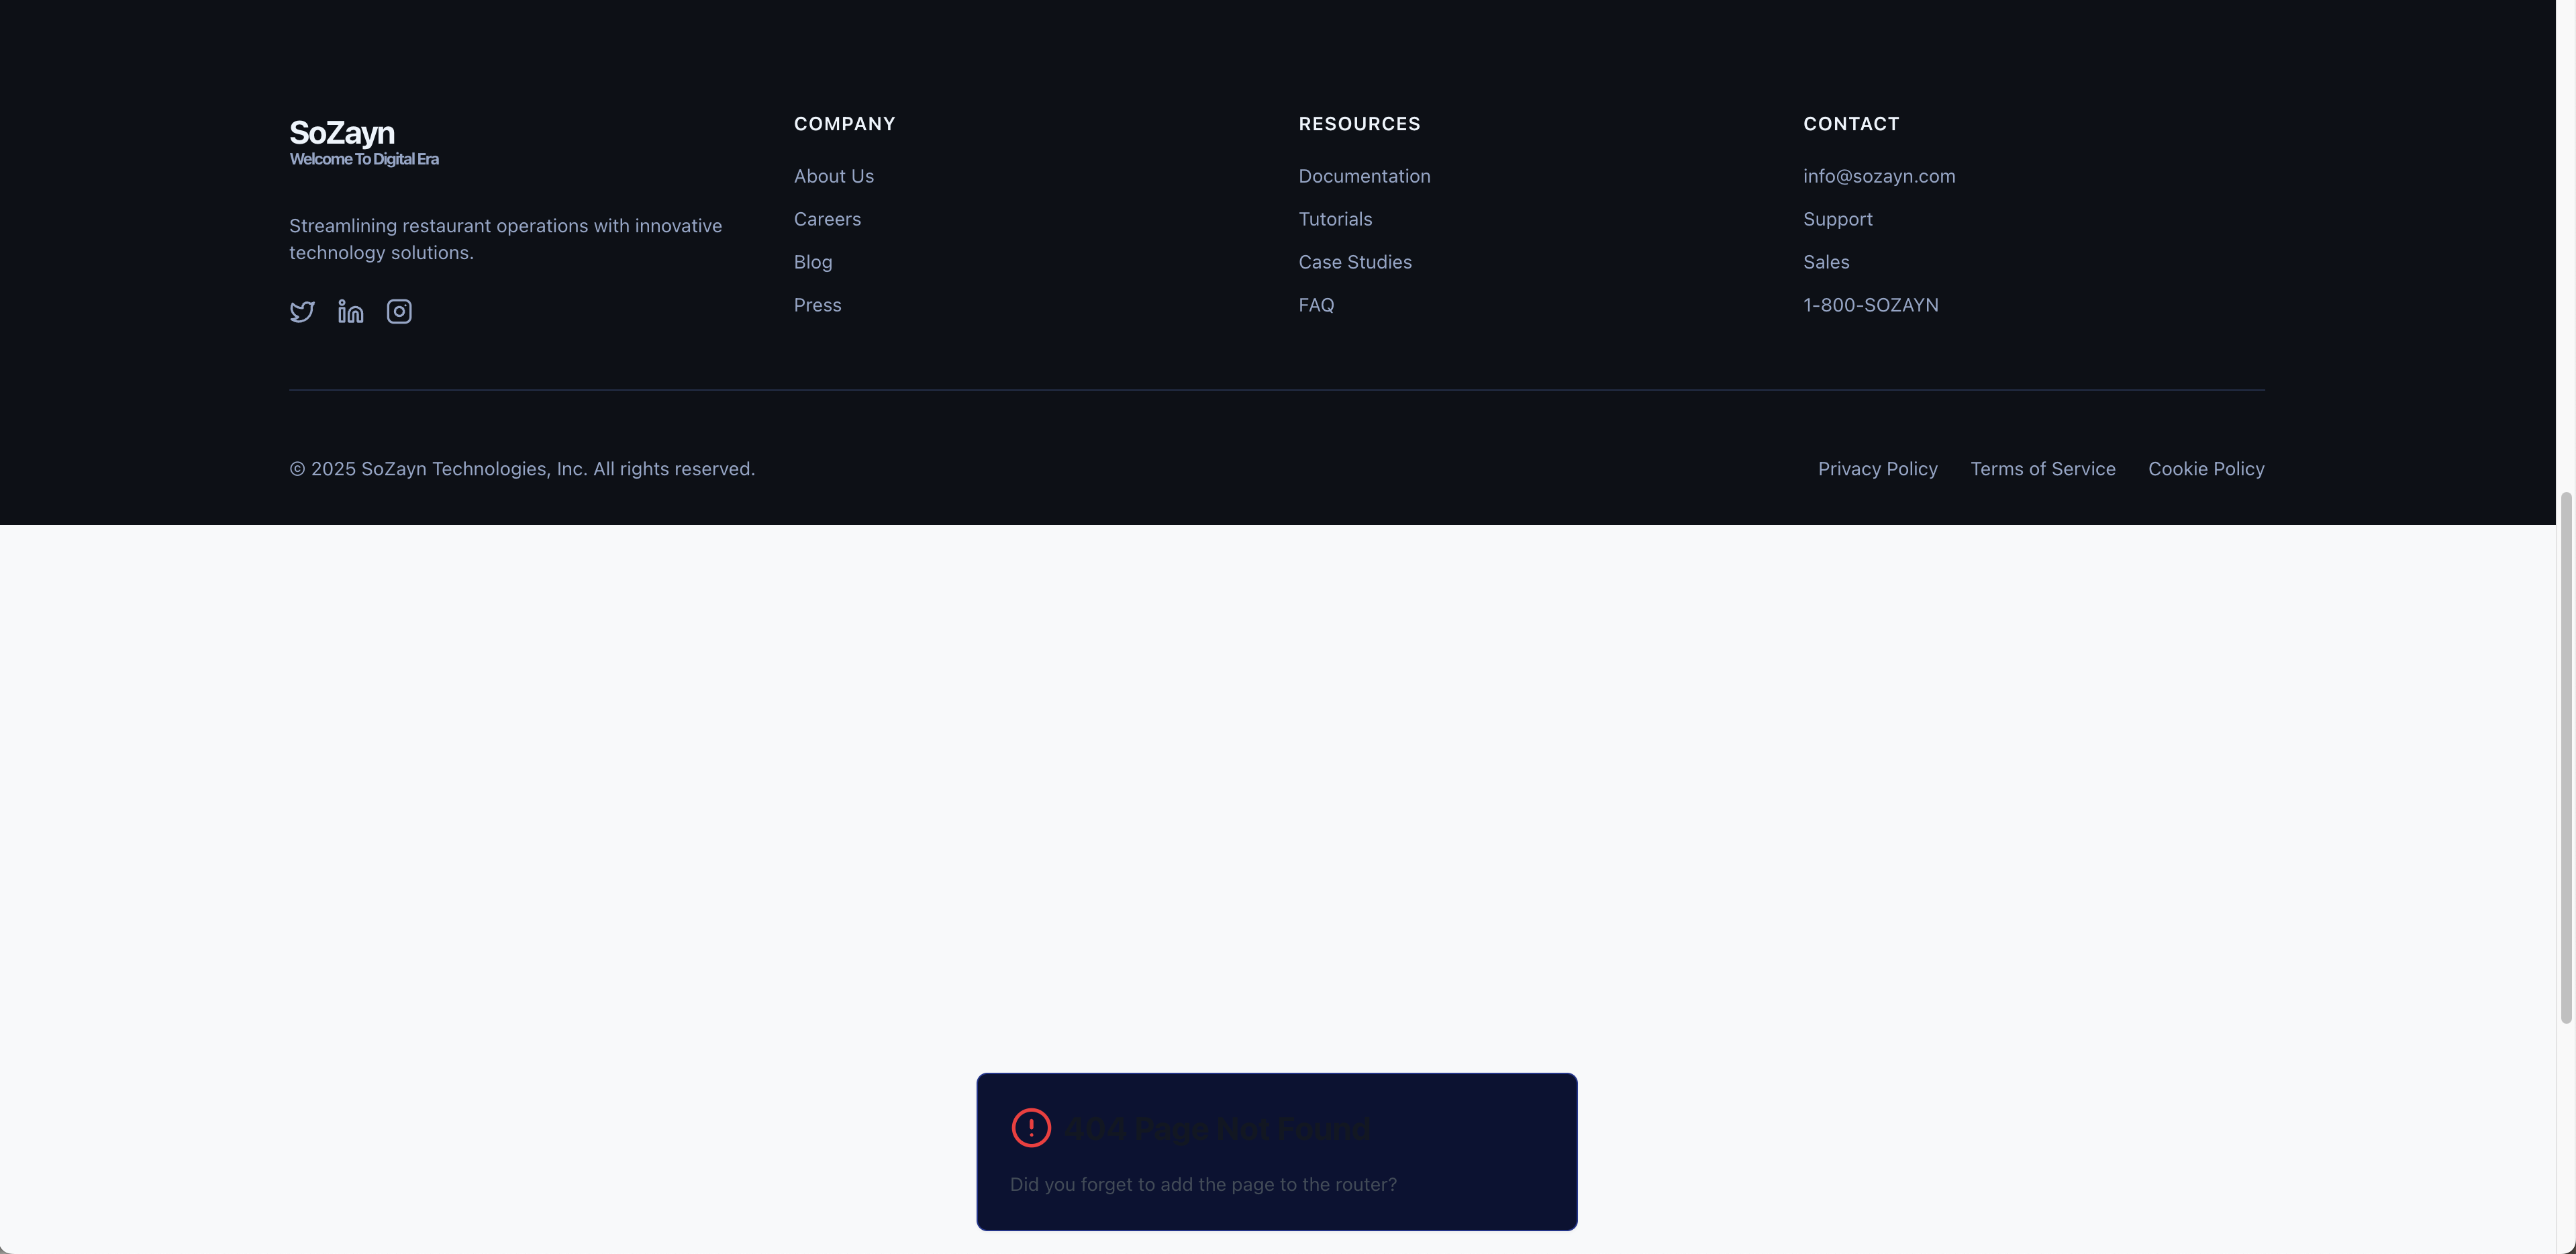 SoZayn
Welcome To Digital Era
Streamlining restaurant operations with innovative
technology solutions.
COMPANY
About Us
Careers
Blog
Press
RESOURCES
Documentation
Tutorials
Case Studies
FAQ
CONTACT
info@sozayn.com
Support
Sales
1-800-SOZAYN
© 2025 SoZayn Technologies, Inc. All rights reserved.
Privacy Policy Terms of Service Cookie Policy
404 Page Not Found
Did you forget to add the page to the router?